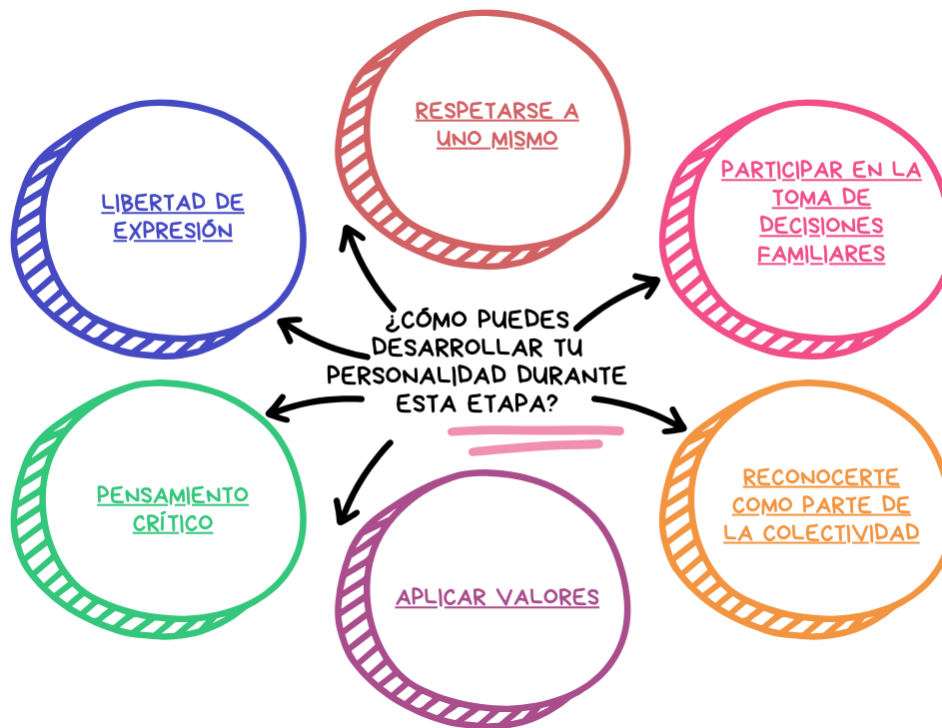 RESPETARSE A
UNO MISMO
LIBERTAD DE
EXPRESIÓN
PARTICIPAR EN LA
TOMA DE
DECISIONES
FAMILIARES
¿CÓMO PUEDES
DESARROLLAR TU
PERSONALIDAD DURANTE
ESTA ETAPA?
PENSAMIENTO
CRÍTICO
RECONOCERTE
COMO PARTE DE
LA COLECTIVIDAD
APLICAR VALORES